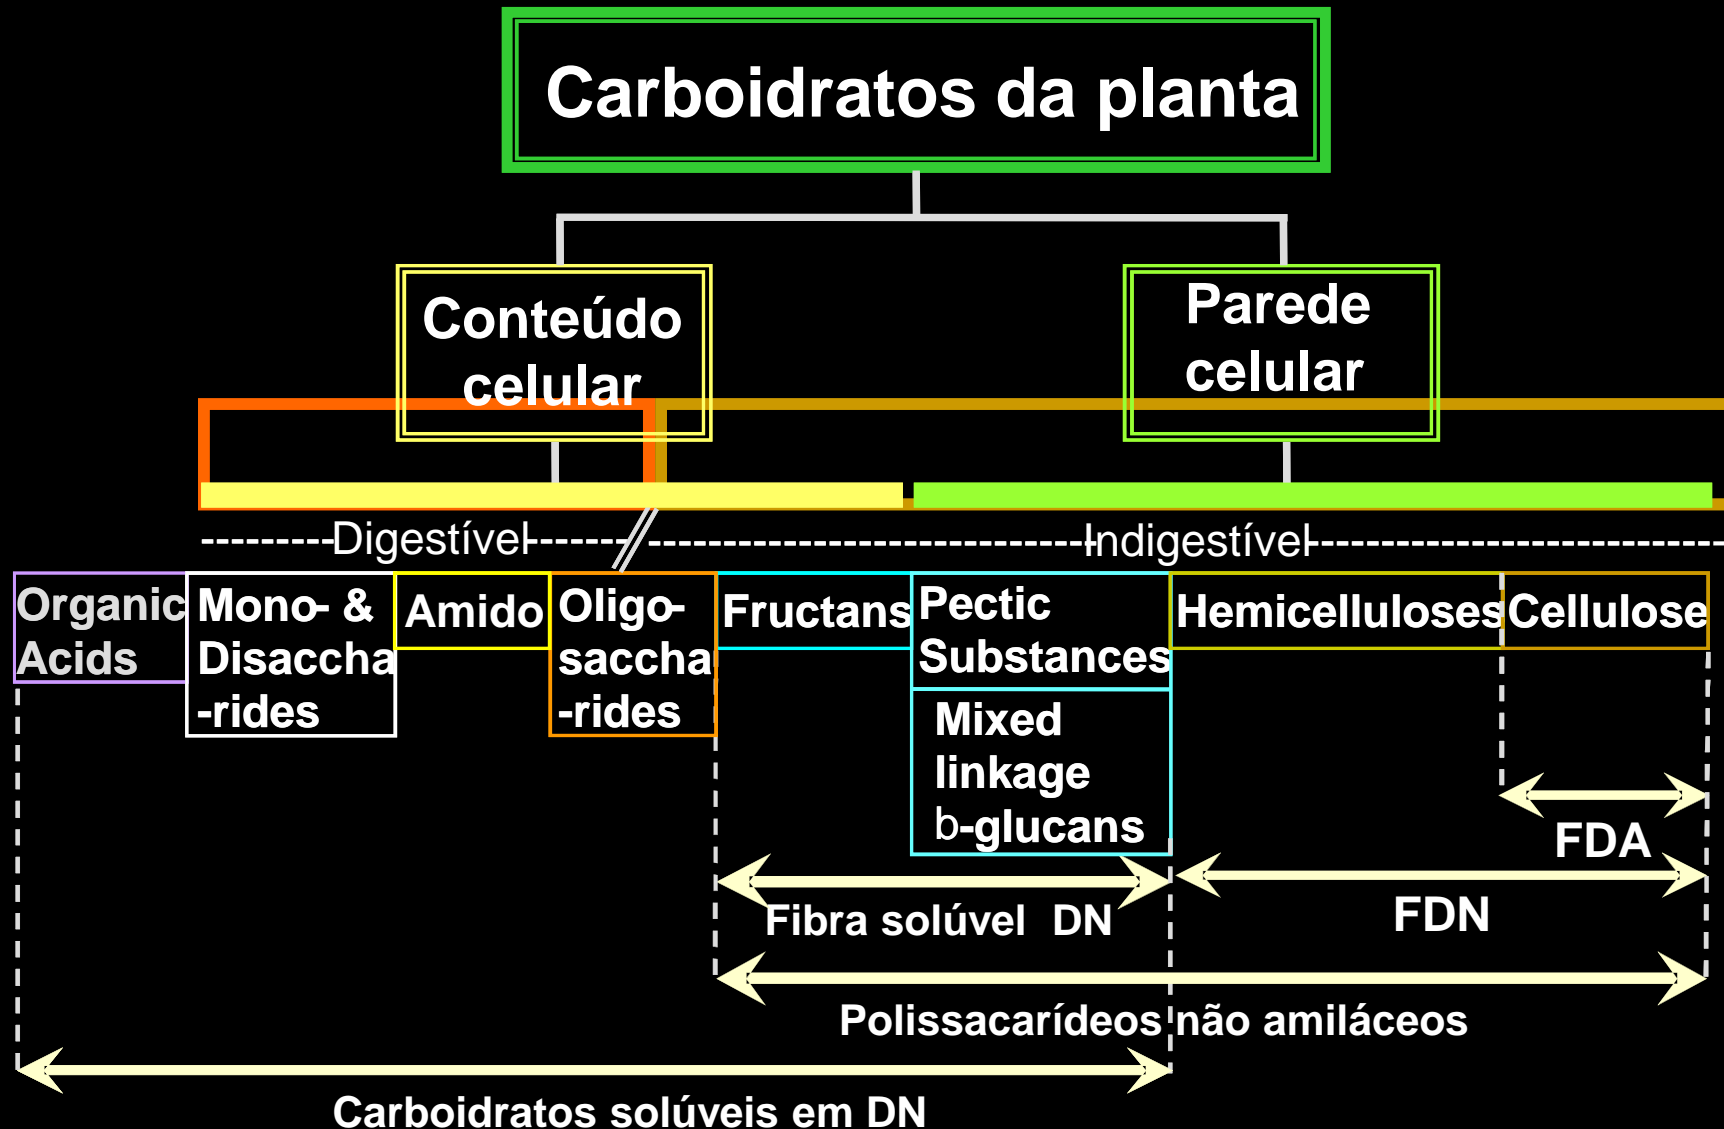 Carboidratos da planta
Conteúdo
celular
Parede
celular
---------Digestível-------
----------------------------Indigestível---------------------------
Organic
Acids
Mono- &
Disaccha
-rides
Amido
Oligo-
saccha
-rides
Fructans
Pectic
Substances
Mixed
linkage
b-glucans
Hemicelluloses
Cellulose
FDA
FDN
Fibra solúvel DN
Polissacarídeos não amiláceos
Carboidratos solúveis em DN